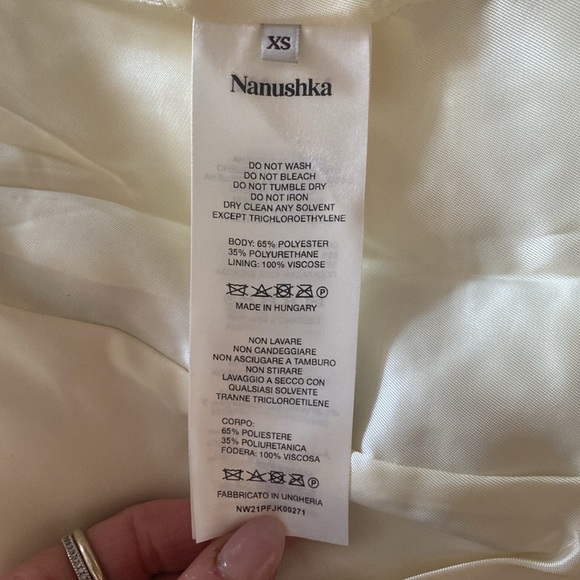 XS
Nanushka
DO NOT WASH
DO NOT BLEACH
DO NOT TUMBLE DRY
DO NOT IRON
DRY CLEAN ANY SOLVENT
EXCEPT TRICHLOROETHYLENE
BODY: 65% POLYESTER
35% POLYURETHANE
LINING: 100% VISCOSE
P
MADE IN HUNGARY
NON LAVARE
NON CANDEGGIARE
NON ASCIUGARE A TAMBURO
NON STIRARE
LAVAGGIO A SECCO CON
QUALSIASI SOLVENTE
TRANNE TRICLOROETILENE
CORPO:
65% POLIESTERE
35% POLIURETANICA
FODERA: 100% VISCOSA
P
FABBRICATO IN UNGHERIA
NW21PFJK00271